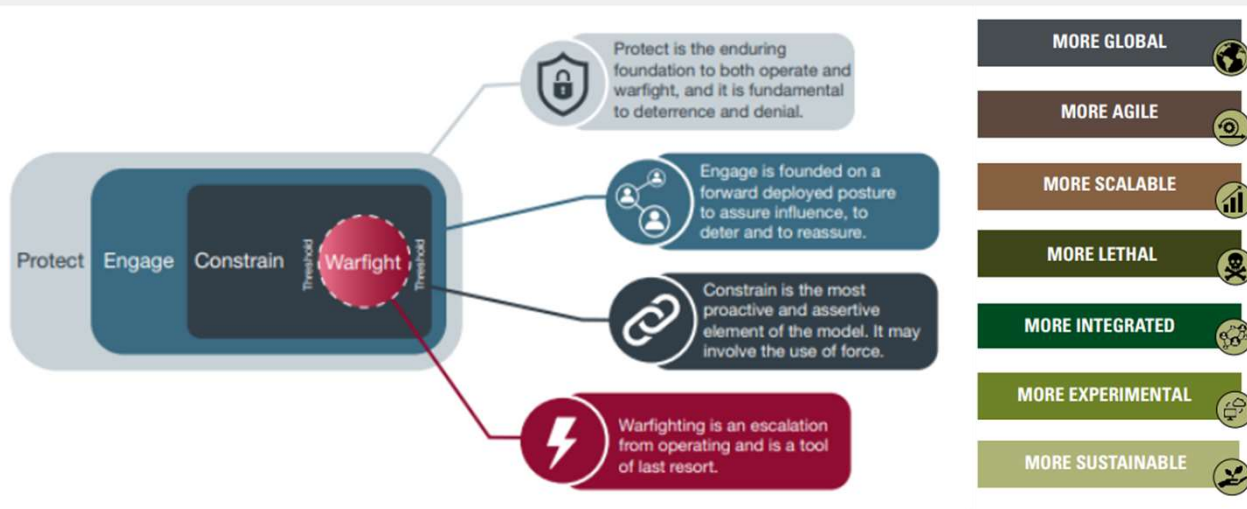 Protect is the enduring
foundation to both operate and
warfight, and it is fundamental
to deterrence and denial.
Engage is founded on a
forward deployed posture
to assure influence, to
deter and to reassure.
Protect
Engage
Constrain
Threshold
Warfight
Threshold
Constrain is the most
proactive and assertive
element of the model. It may
involve the use of force.
Warfighting is an escalation
from operating and is a tool
of last resort.
MORE GLOBAL
MORE AGILE
MORE SCALABLE
MORE LETHAL
MORE INTEGRATED
MORE EXPERIMENTAL
MORE SUSTAINABLE